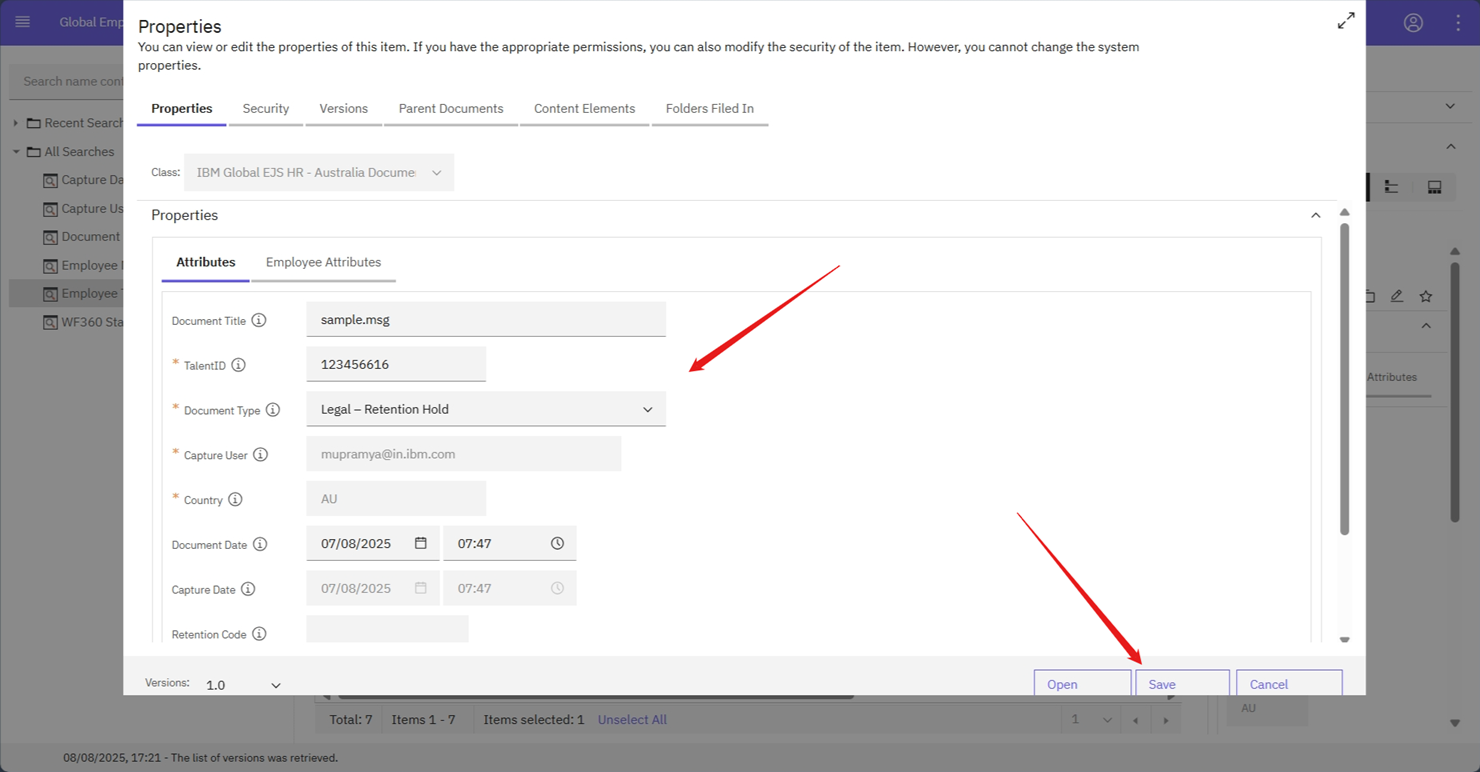 Global Emp
Search name cont
Recent Search
All Searches
Capture Da
Capture Us
Document
Employee
Employee
WF360 Sta
Properties
You can view or edit the properties of this item. If you have the appropriate permissions, you can also modify the security of the item. However, you cannot change the system
properties.
Properties Security Versions Parent Documents Content Elements Folders Filed In
Class: IBM Global EJS HR - Australia Docume
Properties
Attributes Employee Attributes
Document Title sample.msg
* TalentID 123456616
* Document Type Legal – Retention Hold
* Capture User mupramya@in.ibm.com
* Country AU
Document Date 07/08/2025 07:47
Capture Date 07/08/2025 07:47
Retention Code
Versions: 1.0
Open Save Cancel
Attributes
AU
Total: 7 Items 1 - 7 Items selected: 1 Unselect All 1
08/08/2025, 17:21 - The list of versions was retrieved.